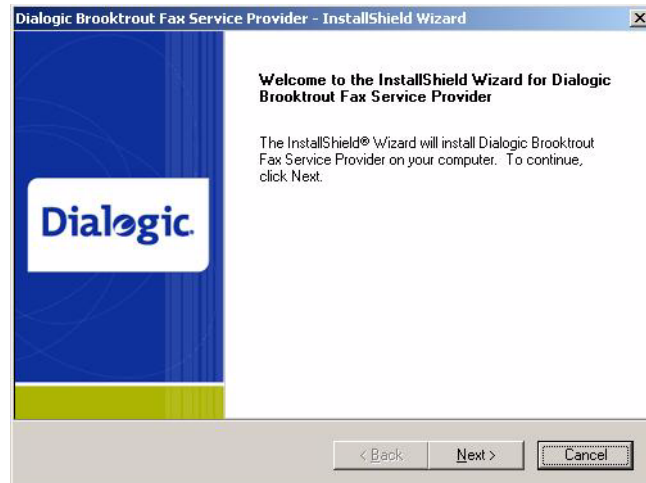 Dialogic Brooktrout Fax Service Provider - InstallShield Wizard
Welcome to the InstallShield Wizard for Dialogic
Brooktrout Fax Service Provider
The InstallShield® Wizard will install Dialogic Brooktrout
Fax Service Provider on your computer. To continue,
click Next.
Dialogic.
< Back
Next >
Cancel